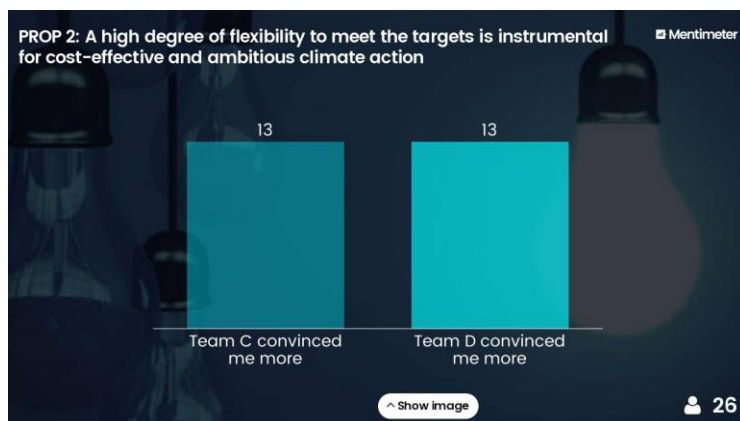 PROP 2: A high degree of flexibility to meet the targets is instrumental
for cost-effective and ambitious climate action
Mentimeter
13
13
Team C convinced
me more
Team D convinced
me more
Show image
26